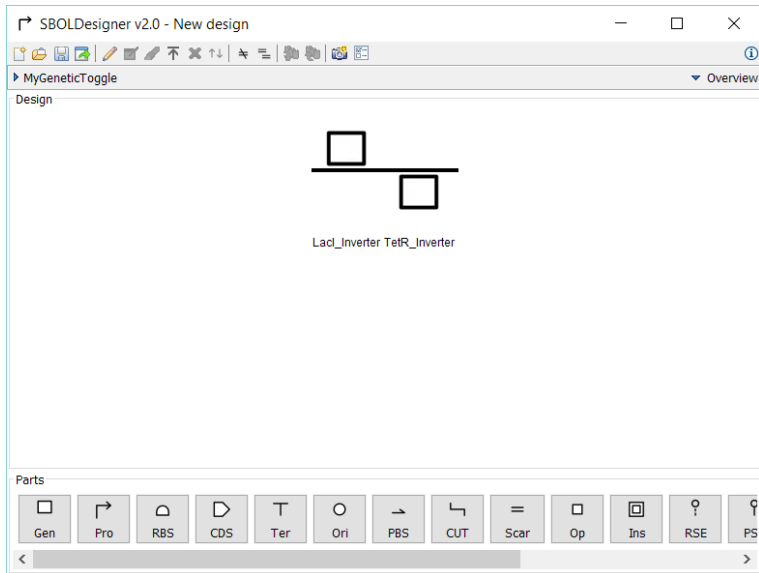 SBOLDesigner v2.0 - New design
MyGeneticToggle Overview
Design
LacI_Inverter TetR_Inverter
Parts
Gen Pro RBS CDS Ter Ori PBS CUT Scar Op Ins RSE PS